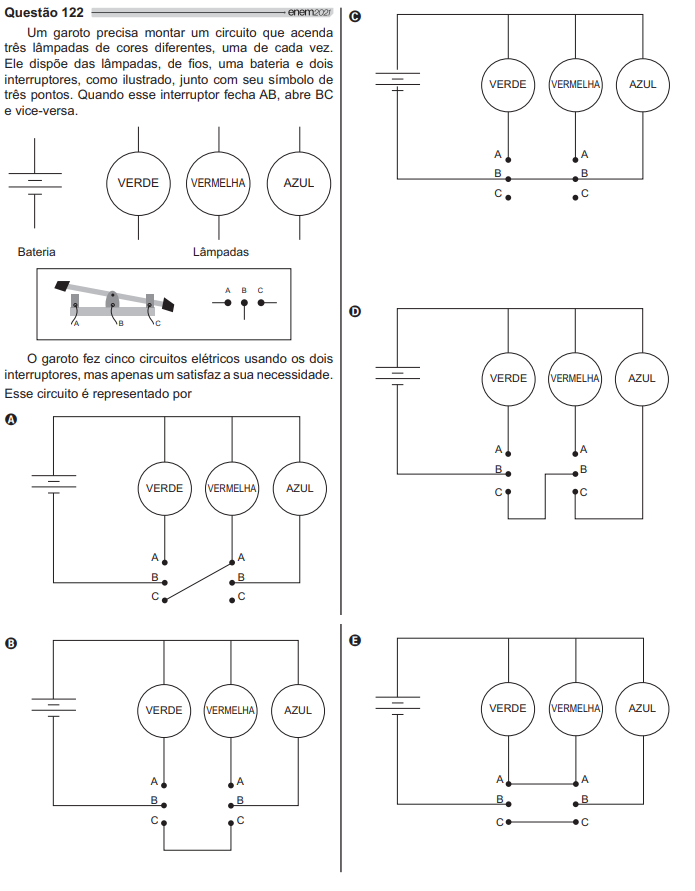 Questão 122 enem2021
Um garoto precisa montar um circuito que acenda
três lâmpadas de cores diferentes, uma de cada vez.
Ele dispõe das lâmpadas, de fios, uma bateria e dois
interruptores, como ilustrado, junto com seu símbolo de
três pontos. Quando esse interruptor fecha AB, abre BC
e vice-versa.
VERDE VERMELHA AZUL
Bateria Lâmpadas
A B C
A B C
O garoto fez cinco circuitos elétricos usando os dois
interruptores, mas apenas um satisfaz a sua necessidade.
Esse circuito é representado por
A
VERDE VERMELHA AZUL
A A
B B
C C
B
VERDE VERMELHA AZUL
A A
B B
C C
C
VERDE VERMELHA AZUL
A A
B B
C C
D
VERDE VERMELHA AZUL
A A
B B
C C
E
VERDE VERMELHA AZUL
A A
B B
C C